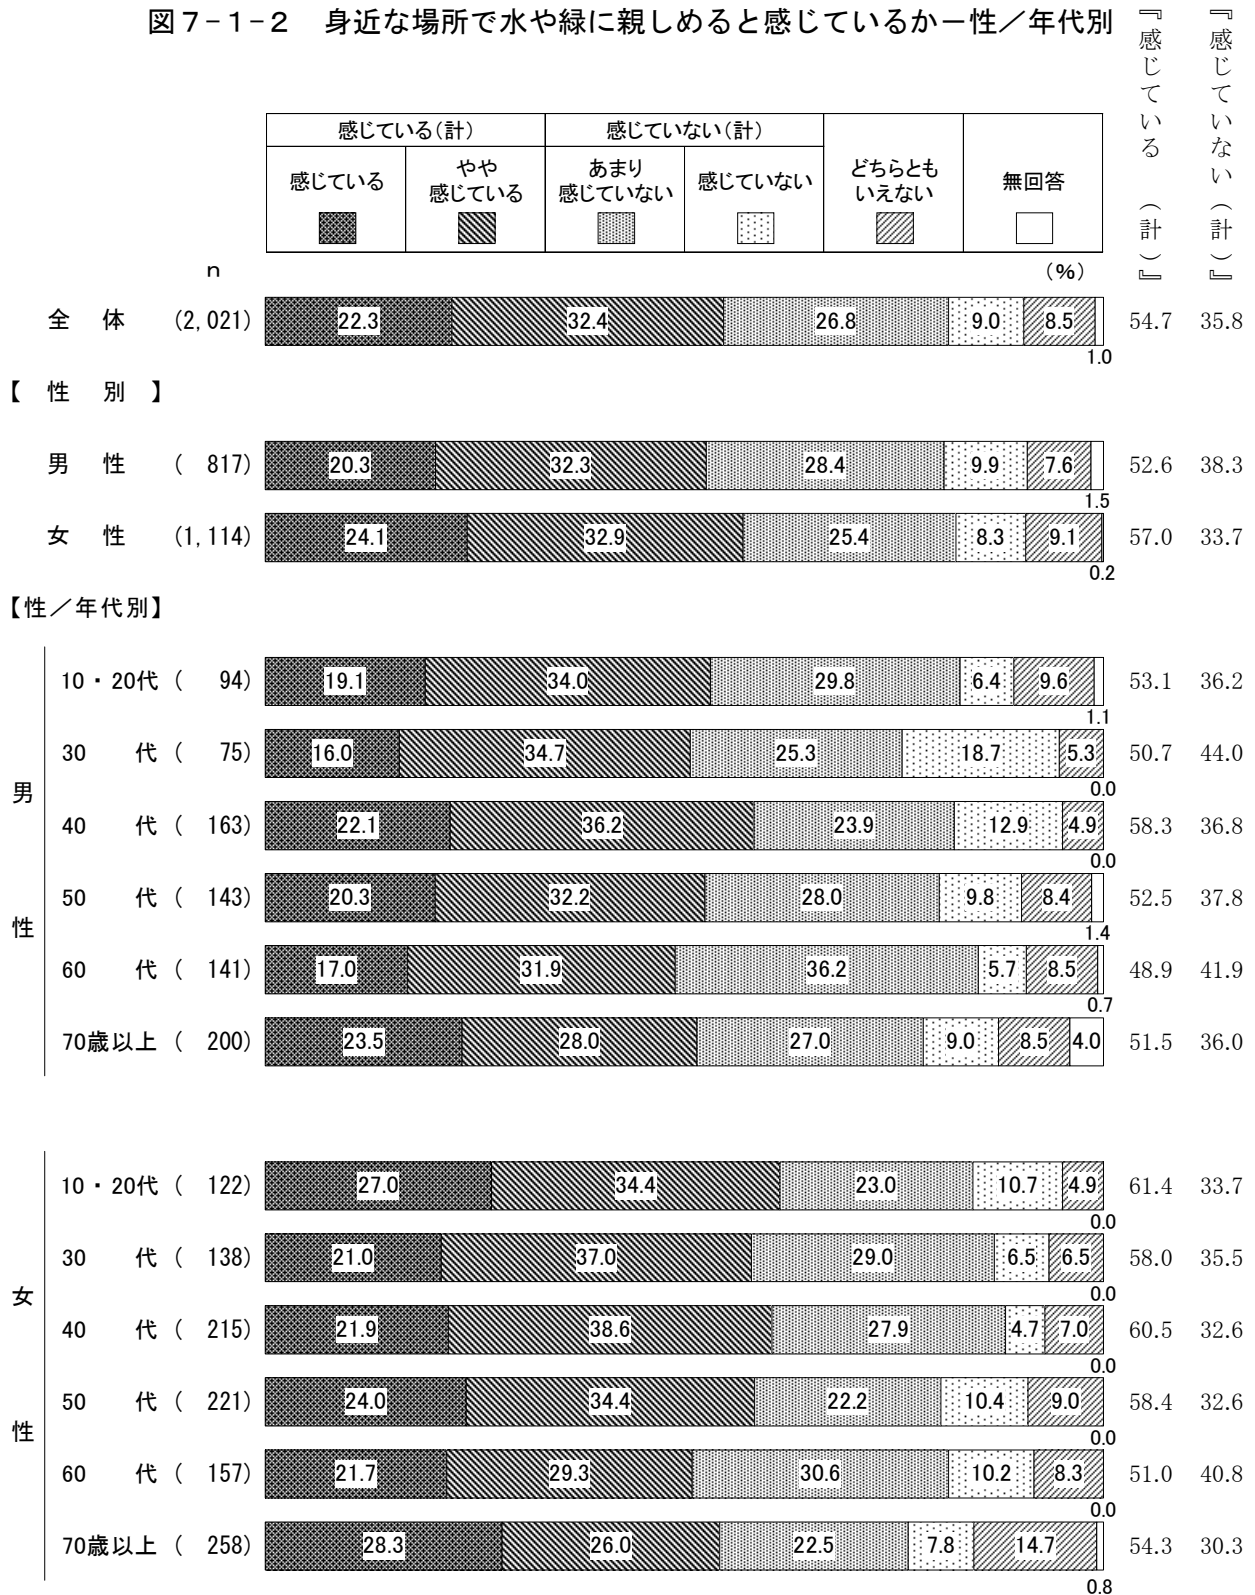 図7-1-2　身近な場所で水や緑に親しめると感じているかー性／年代別
『感じている（計）』
『感じていない（計）』
感じている（計） 感じていない（計）
感じている やや感じている あまり感じていない 感じていない どちらともいえない 無回答
n （%）
全体 (2,021) 22.3 32.4 26.8 9.0 8.5 54.7 35.8
1.0
【性別】
男性 ( 817) 20.3 32.3 28.4 9.9 7.6 52.6 38.3
1.5
女性 (1,114) 24.1 32.9 25.4 8.3 9.1 57.0 33.7
0.2
【性／年代別】
男性
10・20代 ( 94) 19.1 34.0 29.8 6.4 9.6 53.1 36.2
1.1
30代 ( 75) 16.0 34.7 25.3 18.7 5.3 50.7 44.0
0.0
40代 ( 163) 22.1 36.2 23.9 12.9 4.9 58.3 36.8
0.0
50代 ( 143) 20.3 32.2 28.0 9.8 8.4 52.5 37.8
1.4
60代 ( 141) 17.0 31.9 36.2 5.7 8.5 48.9 41.9
0.7
70歳以上 ( 200) 23.5 28.0 27.0 9.0 8.5 4.0 51.5 36.0
女性
10・20代 ( 122) 27.0 34.4 23.0 10.7 4.9 61.4 33.7
0.0
30代 ( 138) 21.0 37.0 29.0 6.5 6.5 58.0 35.5
0.0
40代 ( 215) 21.9 38.6 27.9 4.7 7.0 60.5 32.6
0.0
50代 ( 221) 24.0 34.4 22.2 10.4 9.0 58.4 32.6
0.0
60代 ( 157) 21.7 29.3 30.6 10.2 8.3 51.0 40.8
0.0
70歳以上 ( 258) 28.3 26.0 22.5 7.8 14.7 54.3 30.3
0.8